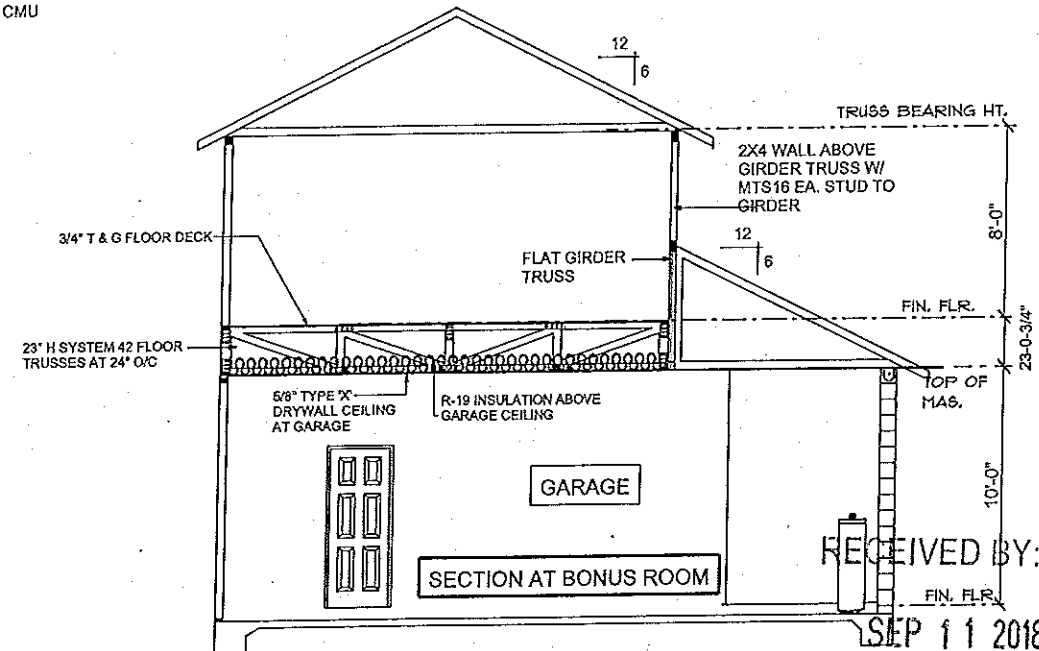 CMU
12
6
TRUSS BEARING HT.
2X4 WALL ABOVE
GIRDER TRUSS W/
MTS16 EA. STUD TO
GIRDER
8'-0"
3/4" T & G FLOOR DECK
FLAT GIRDER
TRUSS
12
6
FIN. FLR.
23" H SYSTEM 42 FLOOR
TRUSSES AT 24" O/C
23-0-3/4"
5/8" TYPE 'X'
DRYWALL CEILING
AT GARAGE
R-19 INSULATION ABOVE
GARAGE CEILING
TOP OF
MAS.
10'-0"
GARAGE
RECEIVED BY:
SECTION AT BONUS ROOM
FIN. FLR.
SEP 11 2018